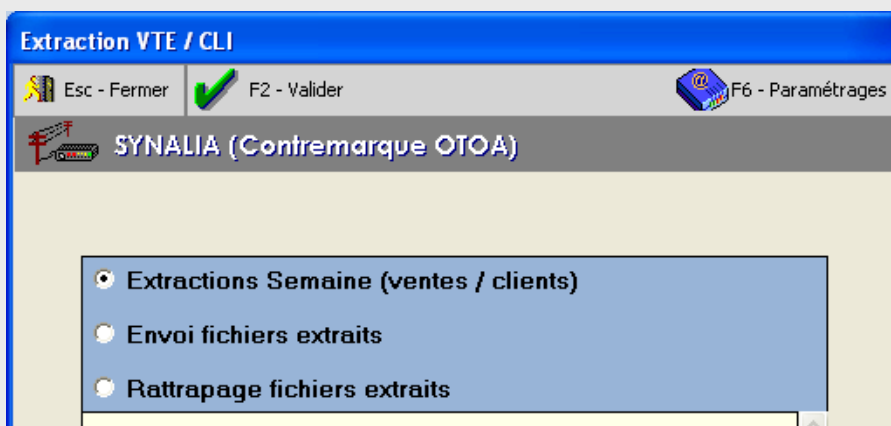 Extraction VTE / CLI
Esc - Fermer F2 - Valider F6 - Paramétrages
SYNALIA (Contremarque OTOA)
Extractions Semaine (ventes / clients)
Envoi fichiers extraits
Rattrapage fichiers extraits